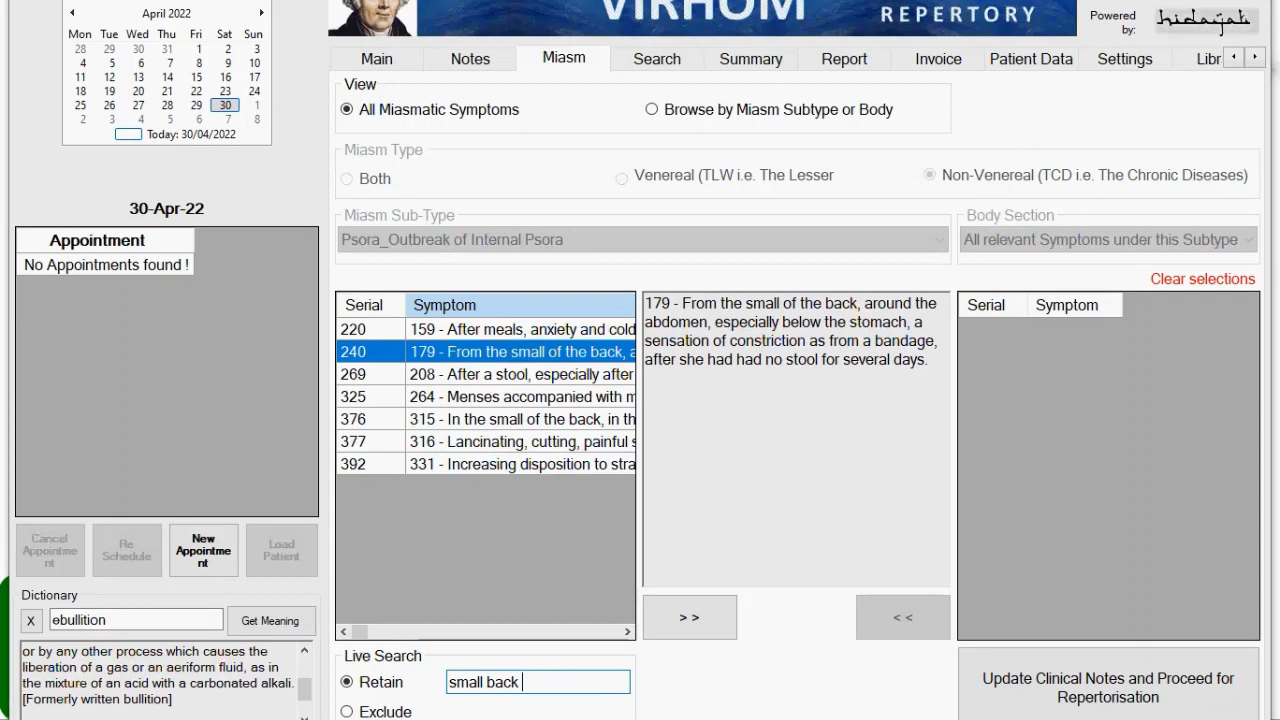 April 2022
Mon Tue Wed Thu Fri Sat Sun
28 29 30 31 1 2 3
4 5 6 7 8 9 10
11 12 13 14 15 16 17
18 19 20 21 22 23 24
25 26 27 28 29 30 1
2 3 4 5 6 7 8
Today: 30/04/2022
30-Apr-22
Appointment
No Appointments found !
Cancel
Appointme
nt
Re
Schedule
New
Appointme
nt
Load
Patient
Dictionary
X ebullition Get Meaning
or by any other process which causes the
liberation of a gas or an aeriform fluid, as in
the mixture of an acid with a carbonated alkali.
[Formerly written bullition]
VIRHOM
REPERTORY
Powered
by:
hidayah
Main Notes Miasm Search Summary Report Invoice Patient Data Settings Libr
View
All Miasmatic Symptoms Browse by Miasm Subtype or Body
Miasm Type
Both Venereal (TLW i.e. The Lesser Non-Venereal (TCD i.e. The Chronic Diseases)
Miasm Sub-Type
Psora_Outbreak of Internal Psora
Body Section
All relevant Symptoms under this Subtype
Clear selections
Serial Symptom
220 159 - After meals, anxiety and cold
240 179 - From the small of the back, a
269 208 - After a stool, especially after
325 264 - Menses accompanied with m
376 315 - In the small of the back, in th
377 316 - Lancinating, cutting, painful s
392 331 - Increasing disposition to stra
179 - From the small of the back, around the
abdomen, especially below the stomach, a
sensation of constriction as from a bandage,
after she had had no stool for several days.
Serial Symptom
> >
< <
Live Search
Retain small back
Exclude
Update Clinical Notes and Proceed for
Repertorisation